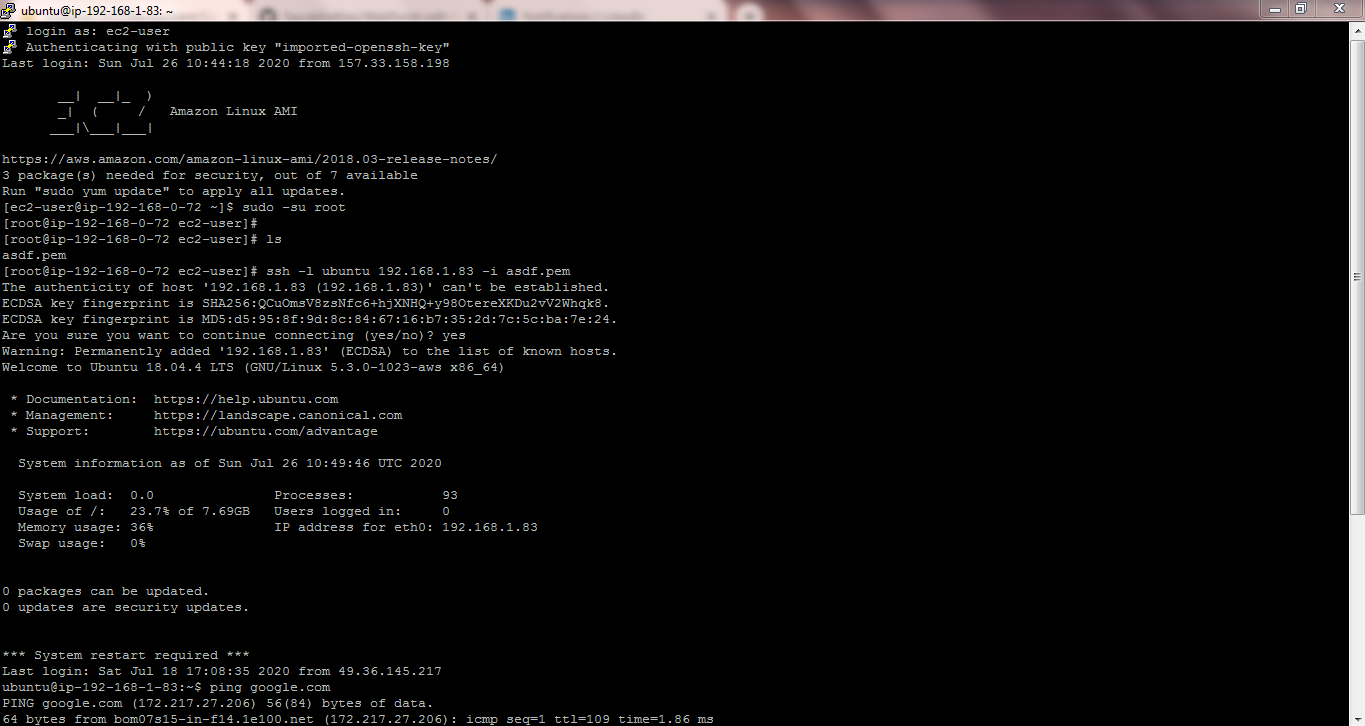 ubuntu@ip-192-168-1-83: ~
login as: ec2-user
Authenticating with public key "imported-openssh-key"
Last login: Sun Jul 26 10:44:18 2020 from 157.33.158.198
       __|  __|_  )
       _|  (     /   Amazon Linux AMI
      ___|\___|___|
https://aws.amazon.com/amazon-linux-ami/2018.03-release-notes/
3 package(s) needed for security, out of 7 available
Run "sudo yum update" to apply all updates.
[ec2-user@ip-192-168-0-72 ~]$ sudo -su root
[root@ip-192-168-0-72 ec2-user]#
[root@ip-192-168-0-72 ec2-user]# ls
asdf.pem
[root@ip-192-168-0-72 ec2-user]# ssh -l ubuntu 192.168.1.83 -i asdf.pem
The authenticity of host '192.168.1.83 (192.168.1.83)' can't be established.
ECDSA key fingerprint is SHA256:QCuOmsV8zsNfc6+hjXNHQ+y98OtereXKDu2vV2Whqk8.
ECDSA key fingerprint is MD5:d5:95:8f:9d:8c:84:67:16:b7:35:2d:7c:5c:ba:7e:24.
Are you sure you want to continue connecting (yes/no)? yes
Warning: Permanently added '192.168.1.83' (ECDSA) to the list of known hosts.
Welcome to Ubuntu 18.04.4 LTS (GNU/Linux 5.3.0-1023-aws x86_64)
 * Documentation:  https://help.ubuntu.com
 * Management:     https://landscape.canonical.com
 * Support:        https://ubuntu.com/advantage
  System information as of Sun Jul 26 10:49:46 UTC 2020
  System load:  0.0               Processes:           93
  Usage of /:   23.7% of 7.69GB   Users logged in:     0
  Memory usage: 36%               IP address for eth0: 192.168.1.83
  Swap usage:   0%
0 packages can be updated.
0 updates are security updates.
*** System restart required ***
Last login: Sat Jul 18 17:08:35 2020 from 49.36.145.217
ubuntu@ip-192-168-1-83:~$ ping google.com
PING google.com (172.217.27.206) 56(84) bytes of data.
64 bytes from bom07s15-in-f14.1e100.net (172.217.27.206): icmp_seq=1 ttl=109 time=1.86 ms